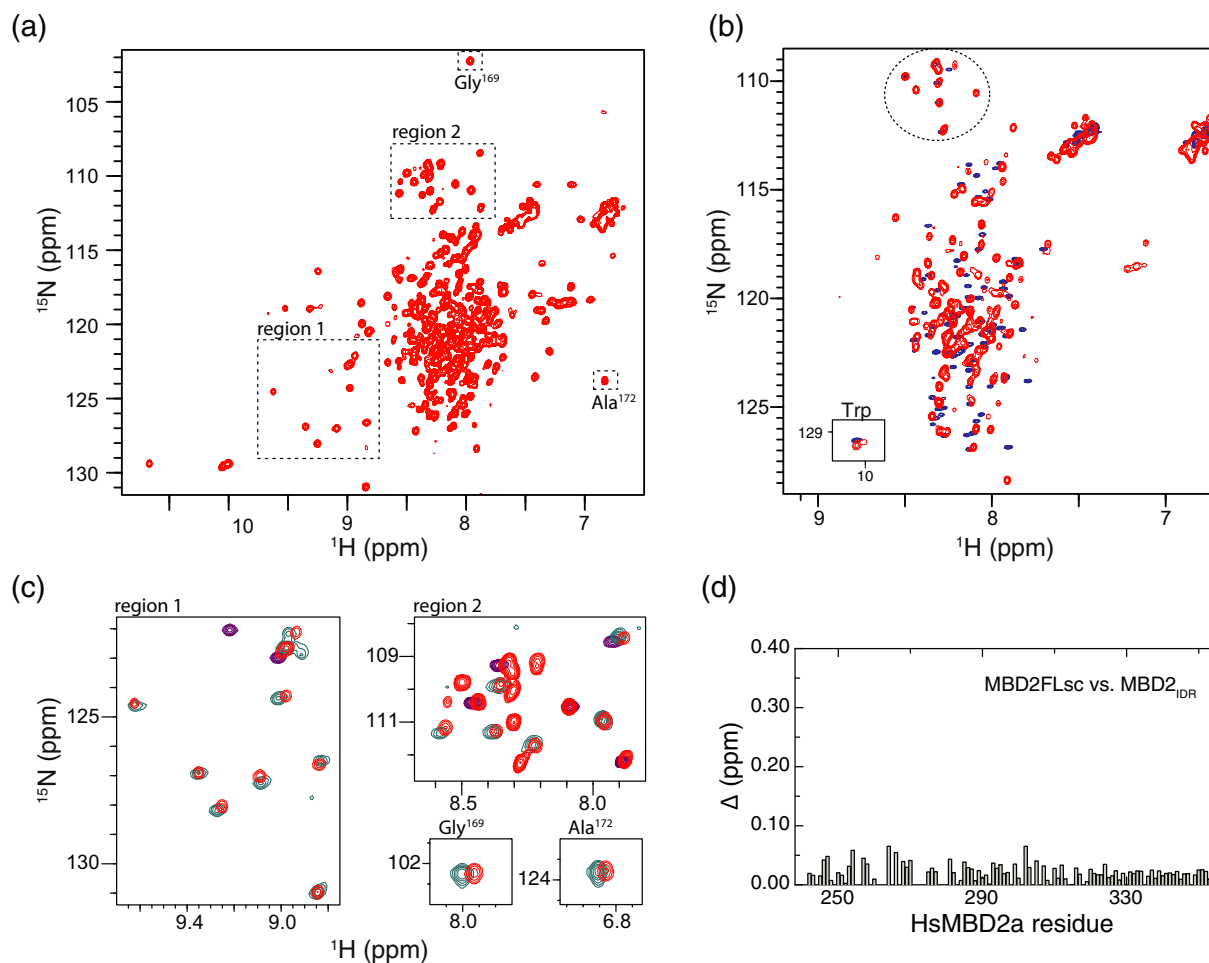 (a)
Gly¹⁶⁹
region 2
region 1
Ala¹⁷²
105
110
115
120
125
130
¹⁵N (ppm)
10
9
8
7
¹H (ppm)
(b)
110
115
120
125
¹⁵N (ppm)
Trp
129
10
9
8
7
¹H (ppm)
(c)
region 1
125
130
¹⁵N (ppm)
9.4
9.0
region 2
109
111
8.5
8.0
Gly¹⁶⁹
102
8.0
Ala¹⁷²
124
6.8
¹H (ppm)
(d)
MBD2FLsc vs. MBD2IDR
0.40
0.30
0.20
0.10
0.00
Δ (ppm)
250
290
330
HsMBD2a residue